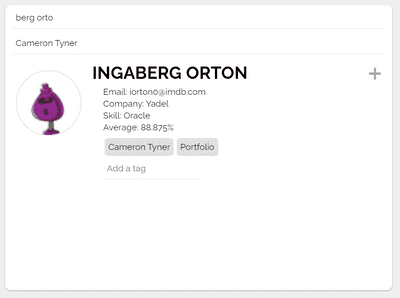 berg orto
Cameron Tyner
INGABERG ORTON
Email: iorton0@imdb.com
Company: Yadel
Skill: Oracle
Average: 88.875%
Cameron Tyner Portfolio
Add a tag